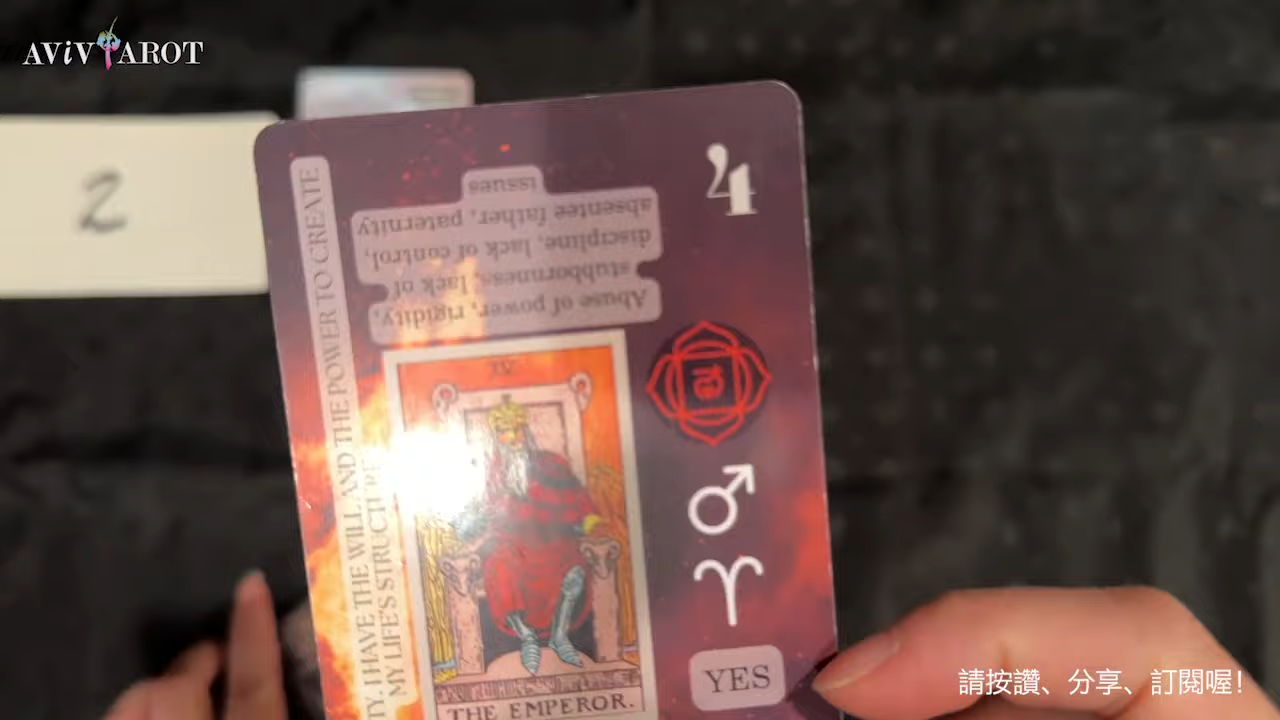 AViVTAROT
2
4
Abuse of power, rigidity,
stubbornness, lack of
discipline, lack of control,
absentee father, paternity
issues
I HAVE THE WILL AND THE POWER TO CREATE
MY LIFE'S STRUCTURE
IV
THE EMPEROR.
YES
請按讚、分享、訂閱喔!